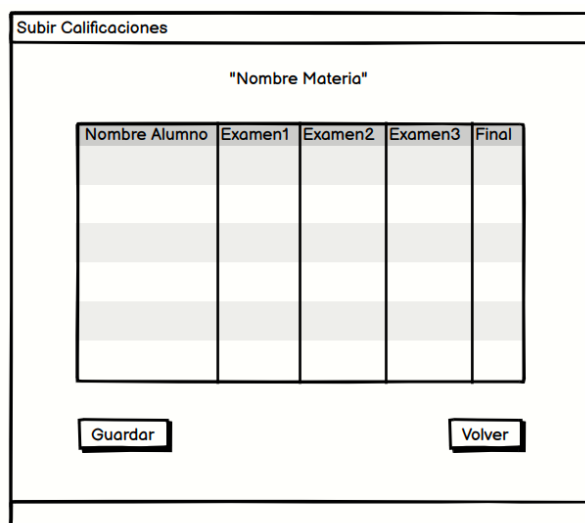 Subir Calificaciones
"Nombre Materia"
Nombre Alumno Examen1 Examen2 Examen3 Final
Guardar Volver